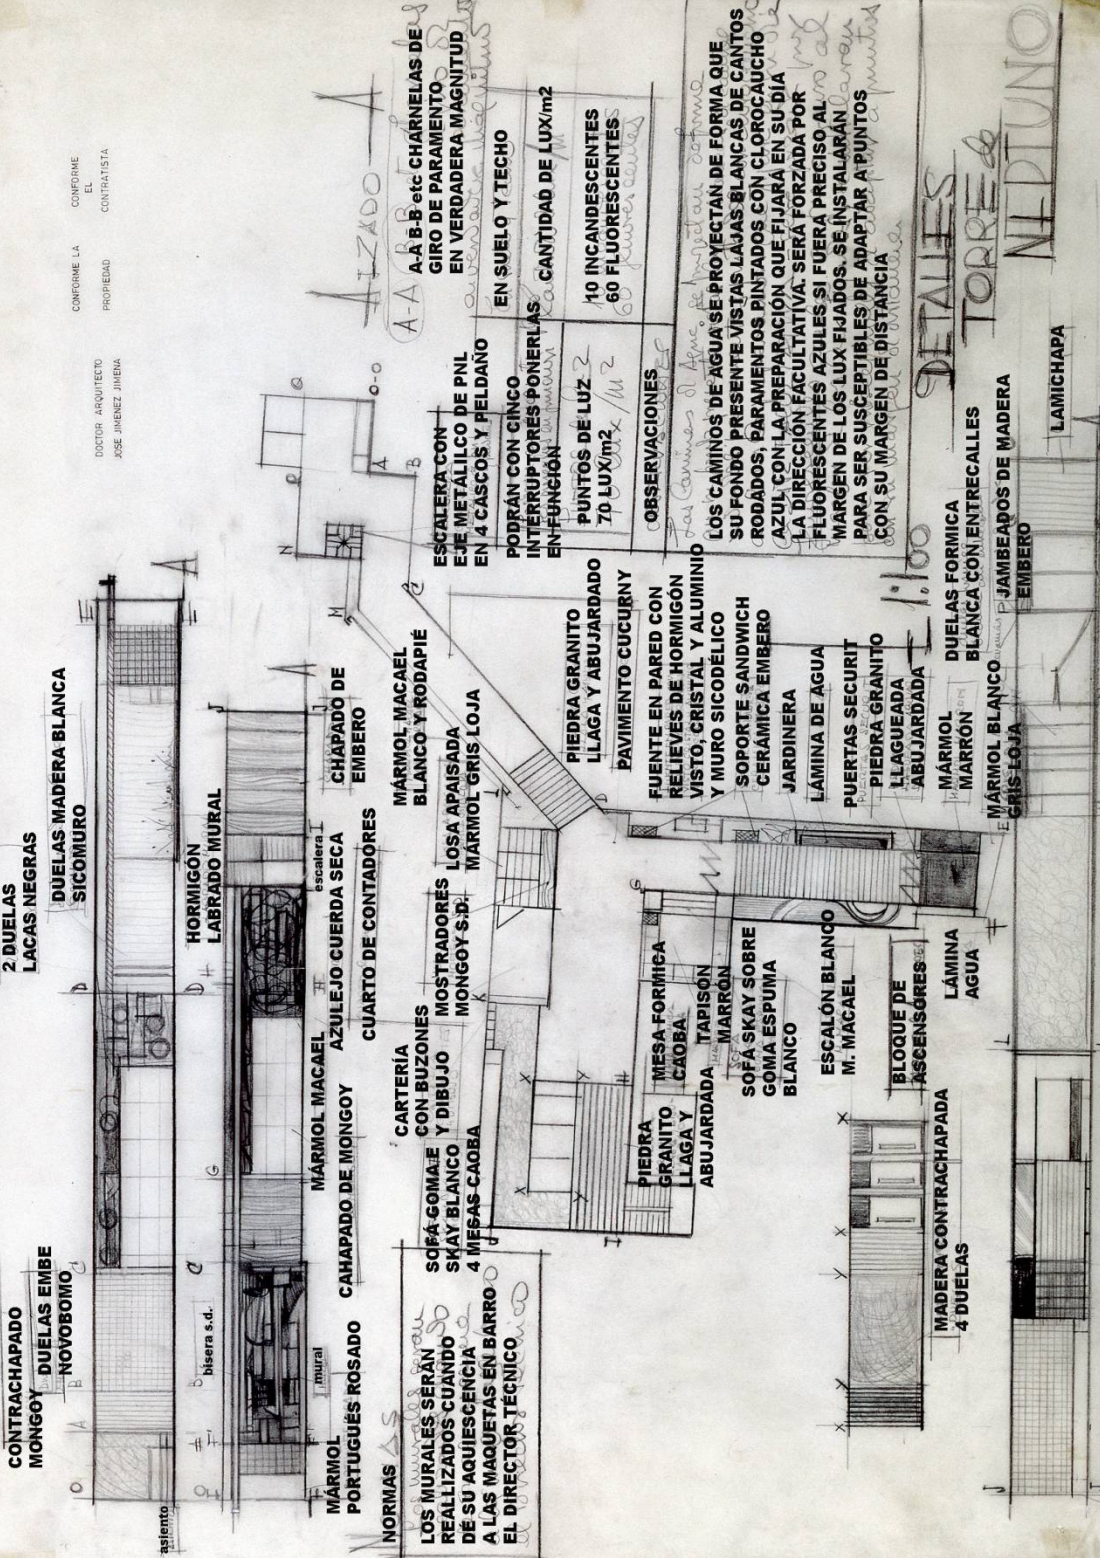 DOCTOR ARQUITECTO
JOSE JIMENEZ JIMENA
CONFORME LA
PROPIEDAD
CONFORME
EL
CONTRATISTA
2 DUELAS
LACAS NEGRAS
DUELAS MADERA BLANCA
SICOMURO
CONTRACHAPADO
MONGOY
DUELAS EMBE
NOVOBOMO
asiento
HORMIGÓN
LABRADO MURAL
bisera s.d.
mural
escalera
MÁRMOL
PORTUGUÉS ROSADO
CAHAPADO DE MONGOY
MÁRMOL MACAEL
AZULEJO CUERDA SECA
CUARTO DE CONTADORES
CHAPADO DE
EMBERO
ALZADO
NORMAS
LOS MURALES SERÁN
REALLIZADOS CUANDO
DE SU AQUIESCENCIA
A LAS MAQUETAS EN BARRO
EL DIRECTOR TÉCNICO
A-A-B-B etc CHARNELAS DE
GIRO DE PARAMENTO
EN VERDADERA MAGNITUD
ESCALERA CON
EJE METÁLILCO DE PNL
EN 4 CASCOS Y PELDAÑO
EN SUELO Y TECHO
PODRÁN CON CINCO
INTERRUPTORES PONERLAS
EN FUNCIÓN
CANTIDAD DE LUX/m2
PUNTOS DE LUZ
70 LUX/m2
10 INCANDESCENTES
60 FLUORESCENTES
OBSERVACIONES
LOS CAMINOS DE AGUA SE PROYECTAN DE FORMA QUE
SU FONDO PRESENTE VISTAS LAJAS BLANCAS DE CANTOS
RODADOS, PARAMENTOS PINTADOS CON CLOROCAUCHO
AZUL CON LA PREPARACIÓN QUE FIJARÁ EN SU DÍA
LA DIRECCIÓN FACULTATIVA. SERÁ FORZADA POR
FLUORESCENTES AZULES SI FUERA PRECISO AL
MARGEN DE LOS LUX FIJADOS. SE INSTALARÁN
PARA SER SUSCEPTIBLES DE ADAPTAR A PUNTOS
CON SU MARGEN DE DISTANCIA
MÁRMOL MACAEL
BLANCO Y RODAPIÉ
LOSA APAISADA
MÁRMOL GRIS LOJA
MOSTRADORES
MONGOY S.D.
CARTERÍA
CON BUZONES
Y DIBUJO
SOFÁ GOMA E
SKAY BLANCO
4 MESAS CAOBA
PIEDRA GRANITO
LLAGA Y ABUJARDADO
PAVIMENTO CUCURNY
FUENTE EN PARED CON
RELIEVES DE HORMIGÓN
VISTO, CRISTAL Y ALUMINIO
Y MURO SICODÉLICO
SOPORTE SANDWICH
CERÁMICA EMBERO
JARDINERA
LÁMINA DE AGUA
PUERTAS SECURIT
PIEDRA GRANITO
LLAGUEADA
ABUJARDADA
MÁRMOL
MARRÓN
DUELAS FORMICA
BLANCA CON ENTRECALLES
JAMBEADOS DE MADERA
EMBERO
LAMICHAPA
MÁRMOL BLANCO
GRIS LOJA
MESA FORMICA
CAOBA
TAPISON
MARRÓN
PIEDRA
GRANITO
LLAGA Y
ABUJARDADA
SOFÁ SKAY SOBRE
GOMA ESPUMA
BLANCO
ESCALÓN BLANCO
M. MACAEL
BLOQUE DE
ASCENSORES
LÁMINA
AGUA
MADERA CONTRACHAPADA
4 DUELAS
1:100
DETALLES
TORRE de
NEPTUNO